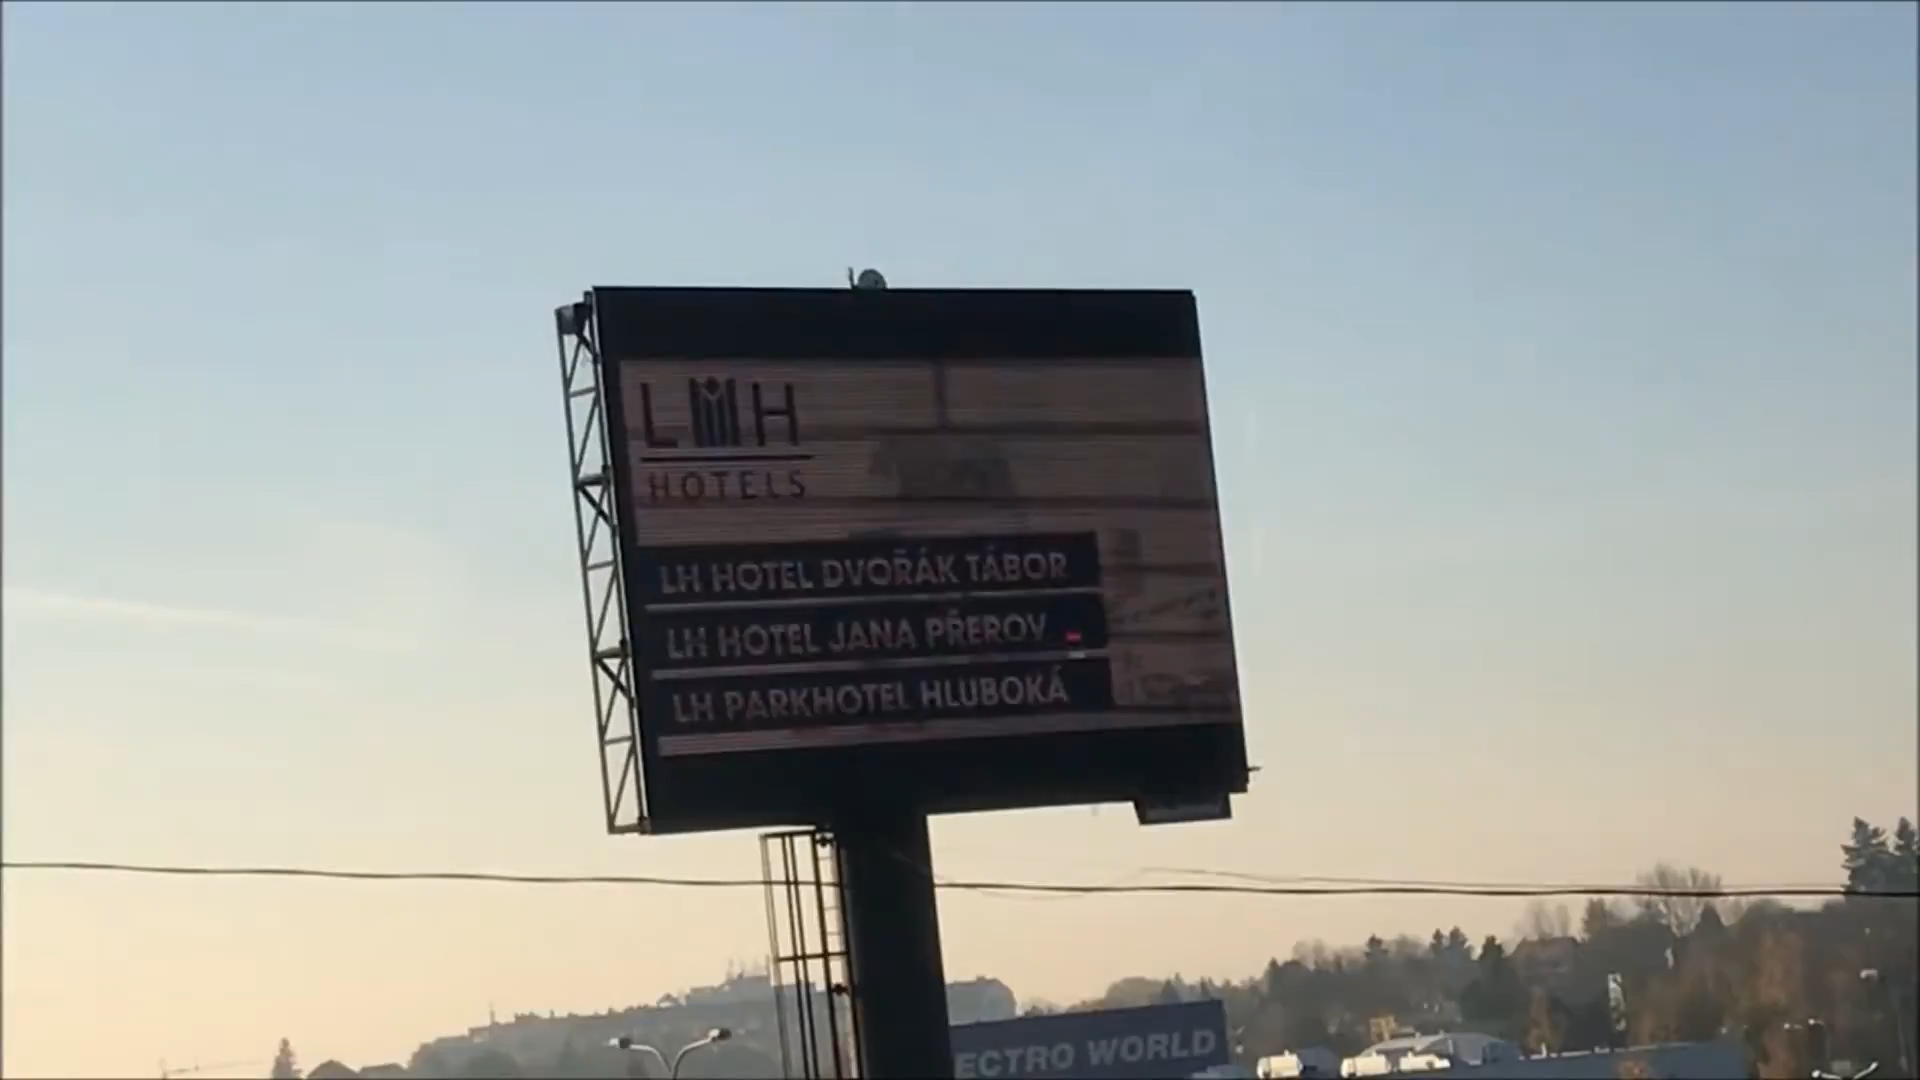 LH
HOTELS
LH HOTEL DVOŘÁK TÁBOR
LH HOTEL JANA PŘEROV
LH PARKHOTEL HLUBOKÁ
ECTRO WORLD